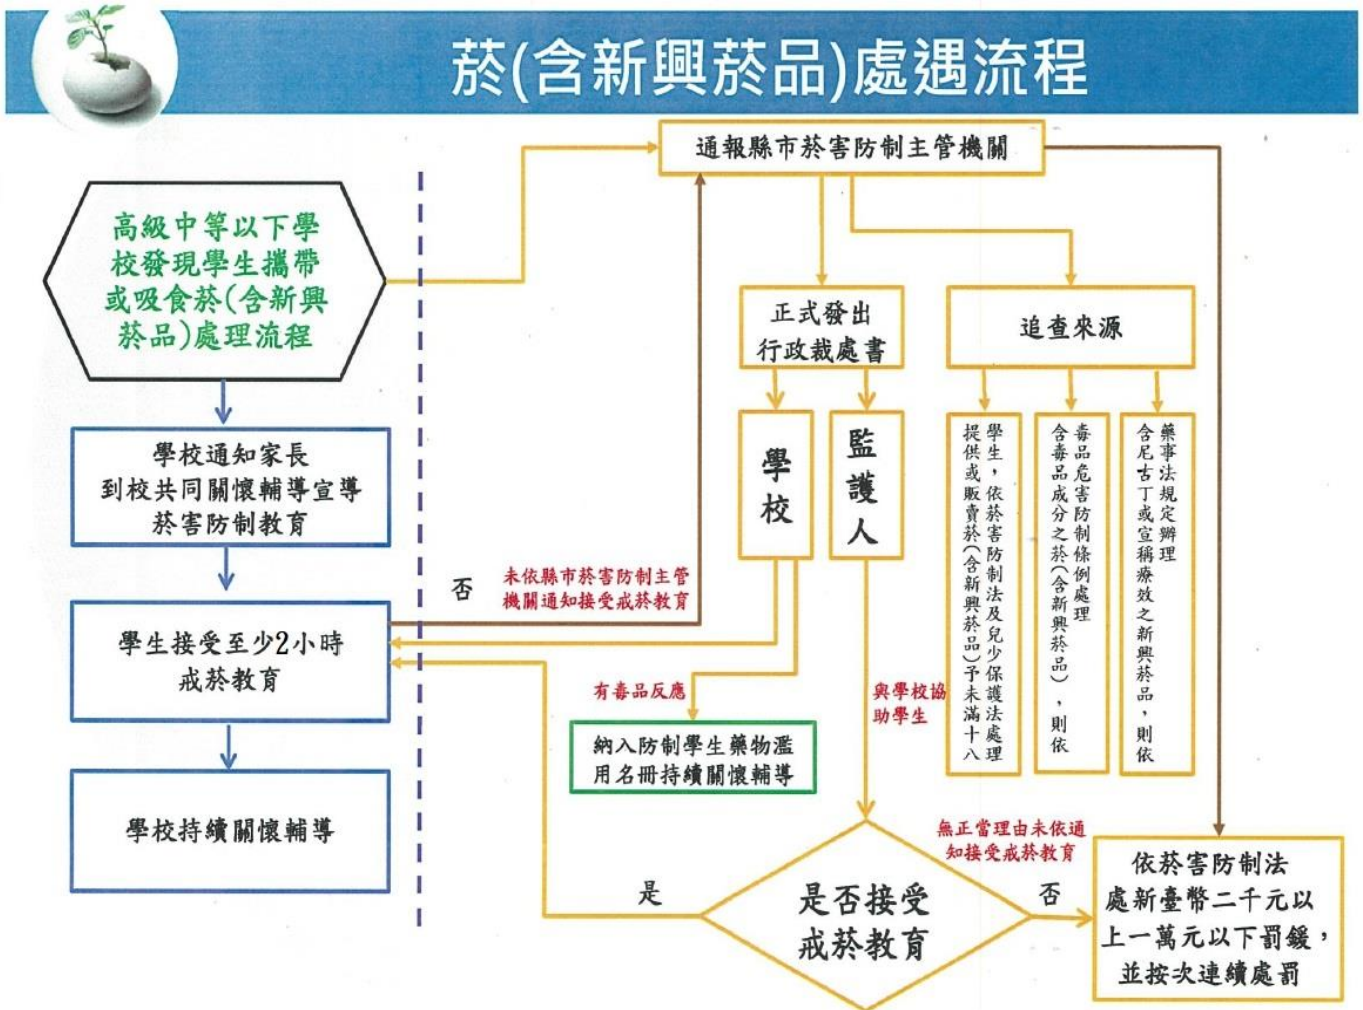 菸(含新興菸品)處遇流程
通報縣市菸害防制主管機關
高級中等以下學
校發現學生攜帶
或吸食菸(含新興
菸品)處理流程
學校通知家長
到校共同關懷輔導宣導
菸害防制教育
學生接受至少2小時
戒菸教育
學校持續關懷輔導
否
未依縣市菸害防制主管
機關通知接受戒菸教育
正式發出
行政裁處書
學校
監護人
追查來源
提供或販賣菸(含新興菸品)予未滿十八
學生，依菸害防制法及兒少保護法處理
含毒品成分之菸(含新興菸品)，則依
毒品危害防制條例處理
含尼古丁或宣稱療效之新興菸品，則依
藥事法規定辦理
有毒品反應
納入防制學生藥物濫
用名冊持續關懷輔導
與學校協
助學生
是
是否接受
戒菸教育
無正當理由未依通
知接受戒菸教育
否
依菸害防制法
處新臺幣二千元以
上一萬元以下罰鍰，
並按次連續處罰